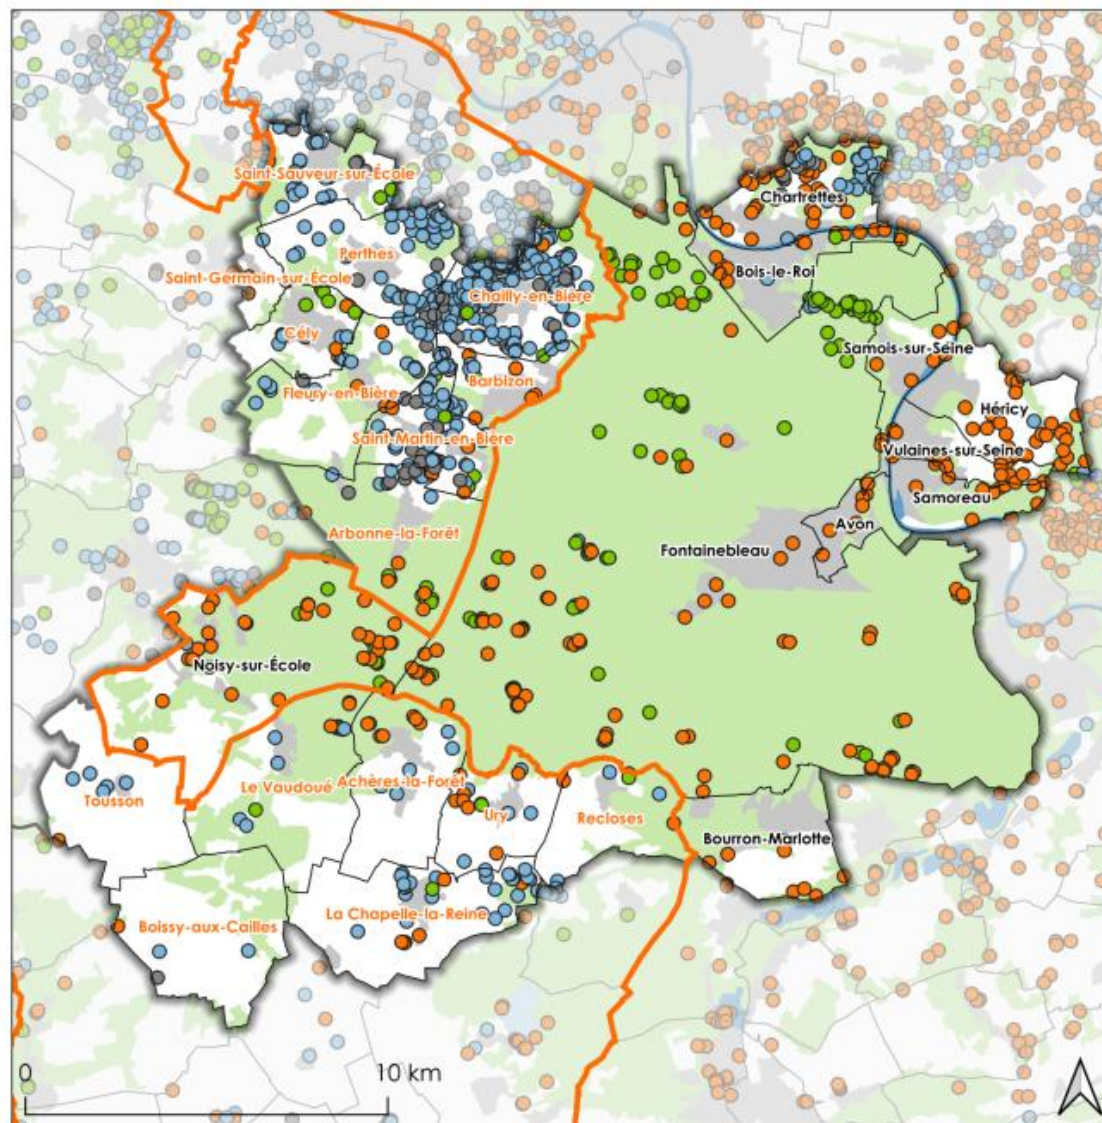 Saint-Sauveur-sur-École
Chartrettes
Perthes
Bois-le-Roi
Saint-Germain-sur-École
Chailly-en-Bière
Cély
Samois-sur-Seine
Barbizon
Fleury-en-Bière
Héricy
Saint-Martin-en-Bière
Vulaines-sur-Seine
Samoreau
Avon
Arbonne-la-Forêt
Fontainebleau
Noisy-sur-École
Achères-la-Forêt
Le Vaudoué
Tousson
Ury
Recloses
Bourron-Marlotte
La Chapelle-la-Reine
Boissy-aux-Cailles
0 10 km